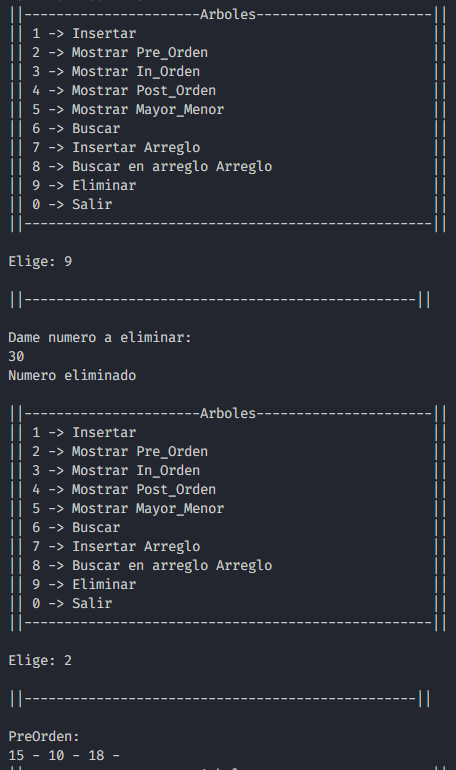 ||----------------------Arboles----------------------||
|| 1 -> Insertar ||
|| 2 -> Mostrar Pre_Orden ||
|| 3 -> Mostrar In_Orden ||
|| 4 -> Mostrar Post_Orden ||
|| 5 -> Mostrar Mayor_Menor ||
|| 6 -> Buscar ||
|| 7 -> Insertar Arreglo ||
|| 8 -> Buscar en arreglo Arreglo ||
|| 9 -> Eliminar ||
|| 0 -> Salir ||
||---------------------------------------------------||
Elige: 9
||-------------------------------------------------||
Dame numero a eliminar:
30
Numero eliminado
||----------------------Arboles----------------------||
|| 1 -> Insertar ||
|| 2 -> Mostrar Pre_Orden ||
|| 3 -> Mostrar In_Orden ||
|| 4 -> Mostrar Post_Orden ||
|| 5 -> Mostrar Mayor_Menor ||
|| 6 -> Buscar ||
|| 7 -> Insertar Arreglo ||
|| 8 -> Buscar en arreglo Arreglo ||
|| 9 -> Eliminar ||
|| 0 -> Salir ||
||---------------------------------------------------||
Elige: 2
||-------------------------------------------------||
PreOrden:
15 - 10 - 18 -